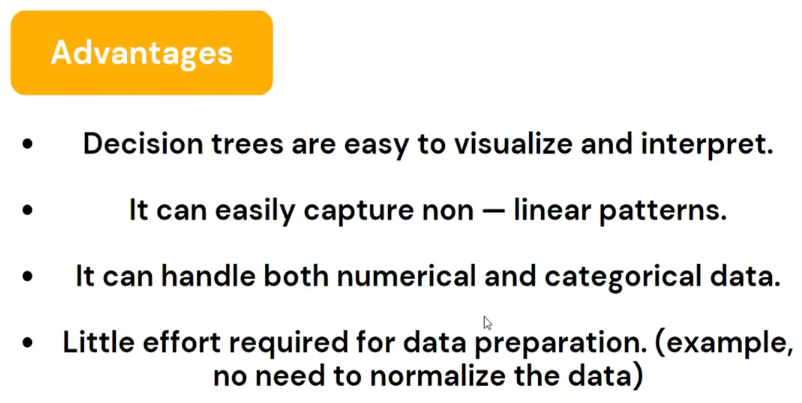 Advantages
• Decision trees are easy to visualize and interpret.
• It can easily capture non — linear patterns.
• It can handle both numerical and categorical data.
• Little effort required for data preparation. (example,
no need to normalize the data)